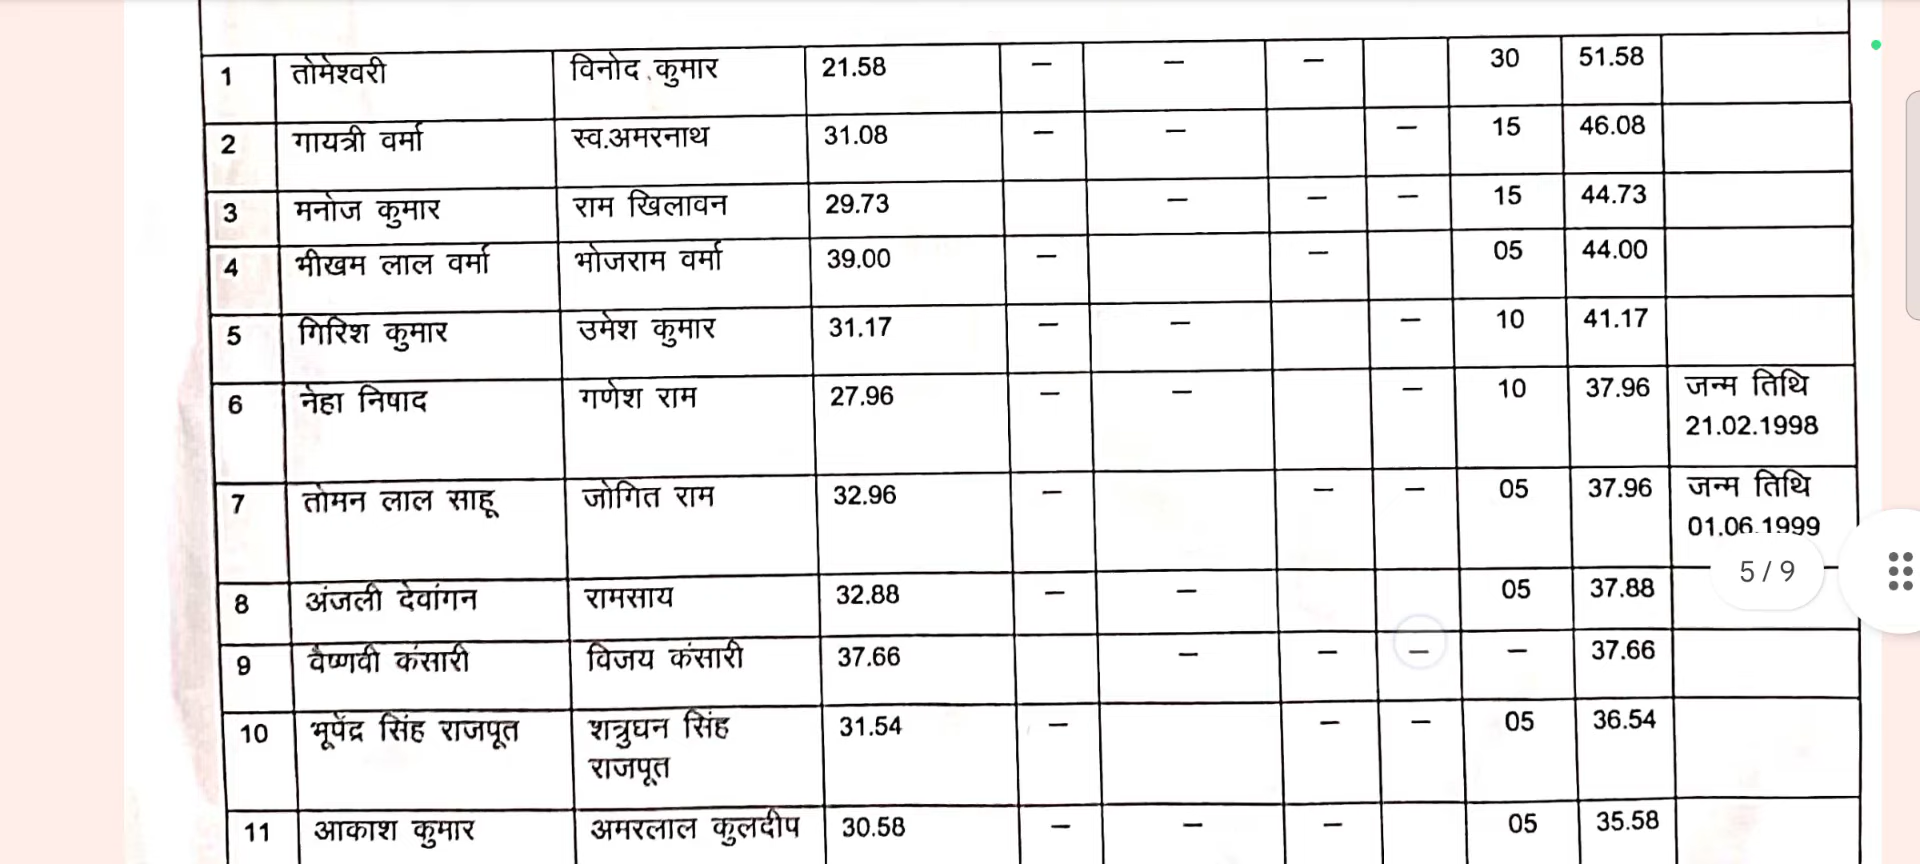 1 तोमेश्वरी विनोद कुमार 21.58 – – – 30 51.58
2 गायत्री वर्मा स्व.अमरनाथ 31.08 – – – 15 46.08
3 मनोज कुमार राम खिलावन 29.73 – – – 15 44.73
4 भीखम लाल वर्मा भोजराम वर्मा 39.00 – – 05 44.00
5 गिरिश कुमार उमेश कुमार 31.17 – – – 10 41.17
6 नेहा निषाद गणेश राम 27.96 – – – 10 37.96 जन्म तिथि
21.02.1998
7 तोमन लाल साहू जोगित राम 32.96 – – – 05 37.96 जन्म तिथि
01.06.1999
5 / 9
8 अंजली देवांगन रामसाय 32.88 – – 05 37.88
9 वैष्णवी कंसारी विजय कंसारी 37.66 – – – – 37.66
10 भूपेंद्र सिंह राजपूत शत्रुघन सिंह 31.54 – – – 05 36.54
राजपूत
11 आकाश कुमार अमरलाल कुलदीप 30.58 – – – 05 35.58